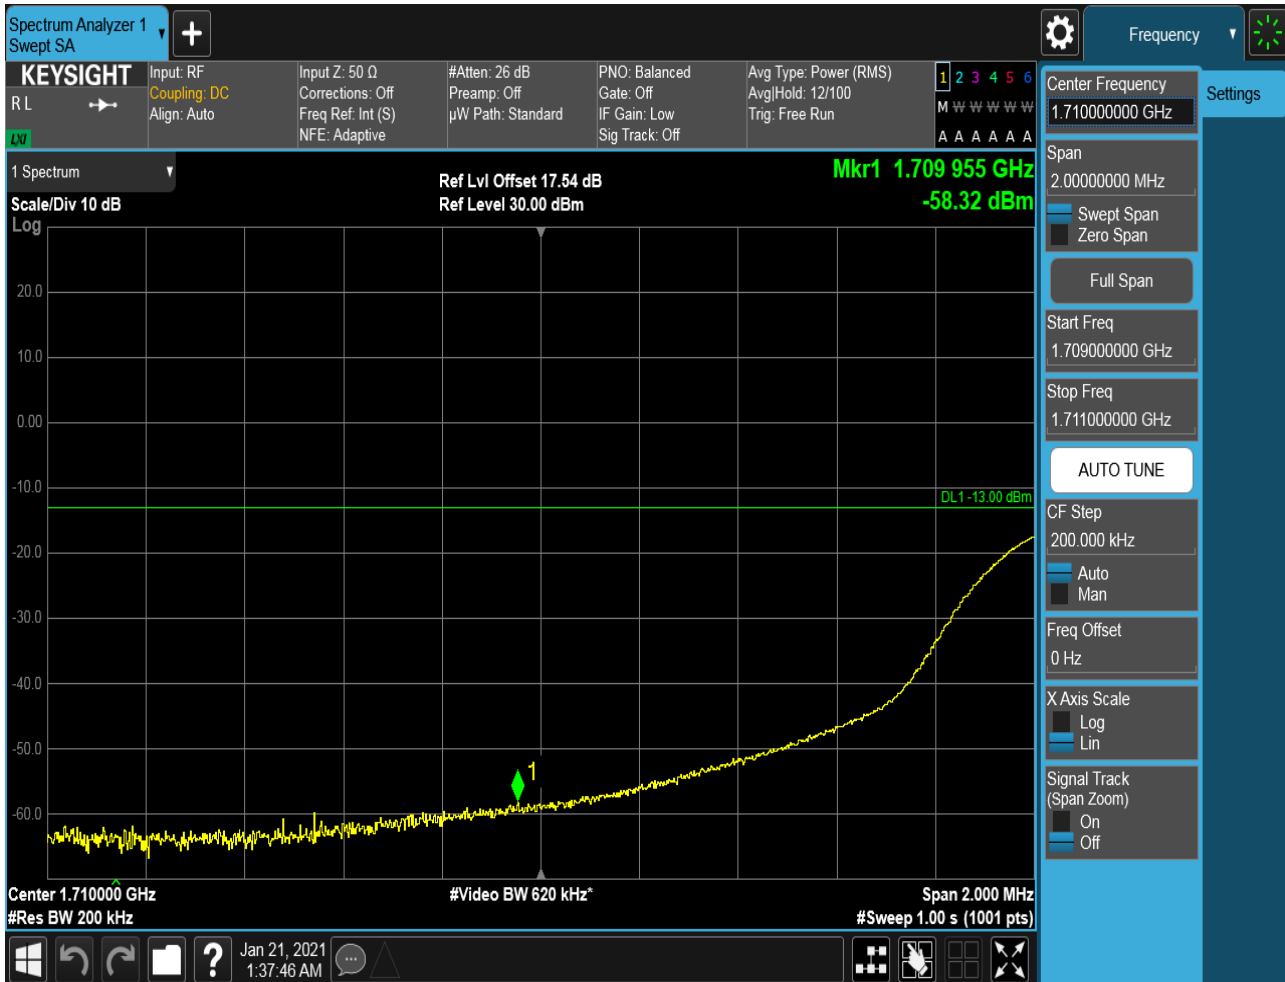 Spectrum Analyzer 1
Swept SA
Frequency
KEYSIGHT
R L
LXI
Input: RF
Coupling: DC
Align: Auto
Input Z: 50 Ω
Corrections: Off
Freq Ref: Int (S)
NFE: Adaptive
#Atten: 26 dB
Preamp: Off
µW Path: Standard
PNO: Balanced
Gate: Off
IF Gain: Low
Sig Track: Off
Avg Type: Power (RMS)
Avg|Hold: 12/100
Trig: Free Run
1 2 3 4 5 6
M W W W W W
A A A A A A
1 Spectrum
Scale/Div 10 dB
Log
Ref Lvl Offset 17.54 dB
Ref Level 30.00 dBm
Mkr1 1.709 955 GHz
-58.32 dBm
20.0
10.0
0.00
-10.0
DL1 -13.00 dBm
-20.0
-30.0
-40.0
-50.0
1
-60.0
Center 1.710000 GHz
#Res BW 200 kHz
#Video BW 620 kHz*
Span 2.000 MHz
#Sweep 1.00 s (1001 pts)
?
Jan 21, 2021
1:37:46 AM
Center Frequency
1.710000000 GHz
Settings
Span
2.00000000 MHz
Swept Span
Zero Span
Full Span
Start Freq
1.709000000 GHz
Stop Freq
1.711000000 GHz
AUTO TUNE
CF Step
200.000 kHz
Auto
Man
Freq Offset
0 Hz
X Axis Scale
Log
Lin
Signal Track
(Span Zoom)
On
Off